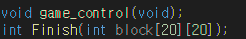 void game_control(void);
int Finish(int block[20][20]);